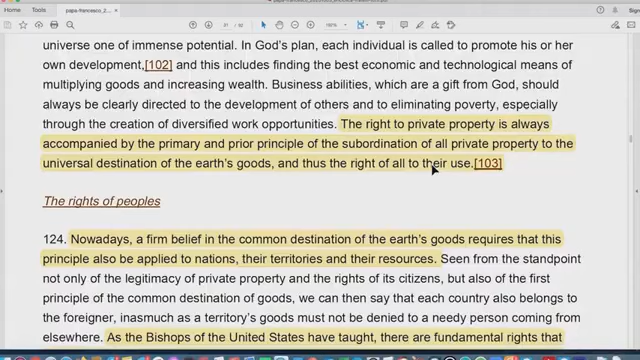 universe one of immense potential. In God's plan, each individual is called to promote his or her
own development,[102] and this includes finding the best economic and technological means of
multiplying goods and increasing wealth. Business abilities, which are a gift from God, should
always be clearly directed to the development of others and to eliminating poverty, especially
through the creation of diversified work opportunities. The right to private property is always
accompanied by the primary and prior principle of the subordination of all private property to the
universal destination of the earth's goods, and thus the right of all to their use.[103]
The rights of peoples
124. Nowadays, a firm belief in the common destination of the earth's goods requires that this
principle also be applied to nations, their territories and their resources. Seen from the standpoint
not only of the legitimacy of private property and the rights of its citizens, but also of the first
principle of the common destination of goods, we can then say that each country also belongs to
the foreigner, inasmuch as a territory's goods must not be denied to a needy person coming from
elsewhere. As the Bishops of the United States have taught, there are fundamental rights that